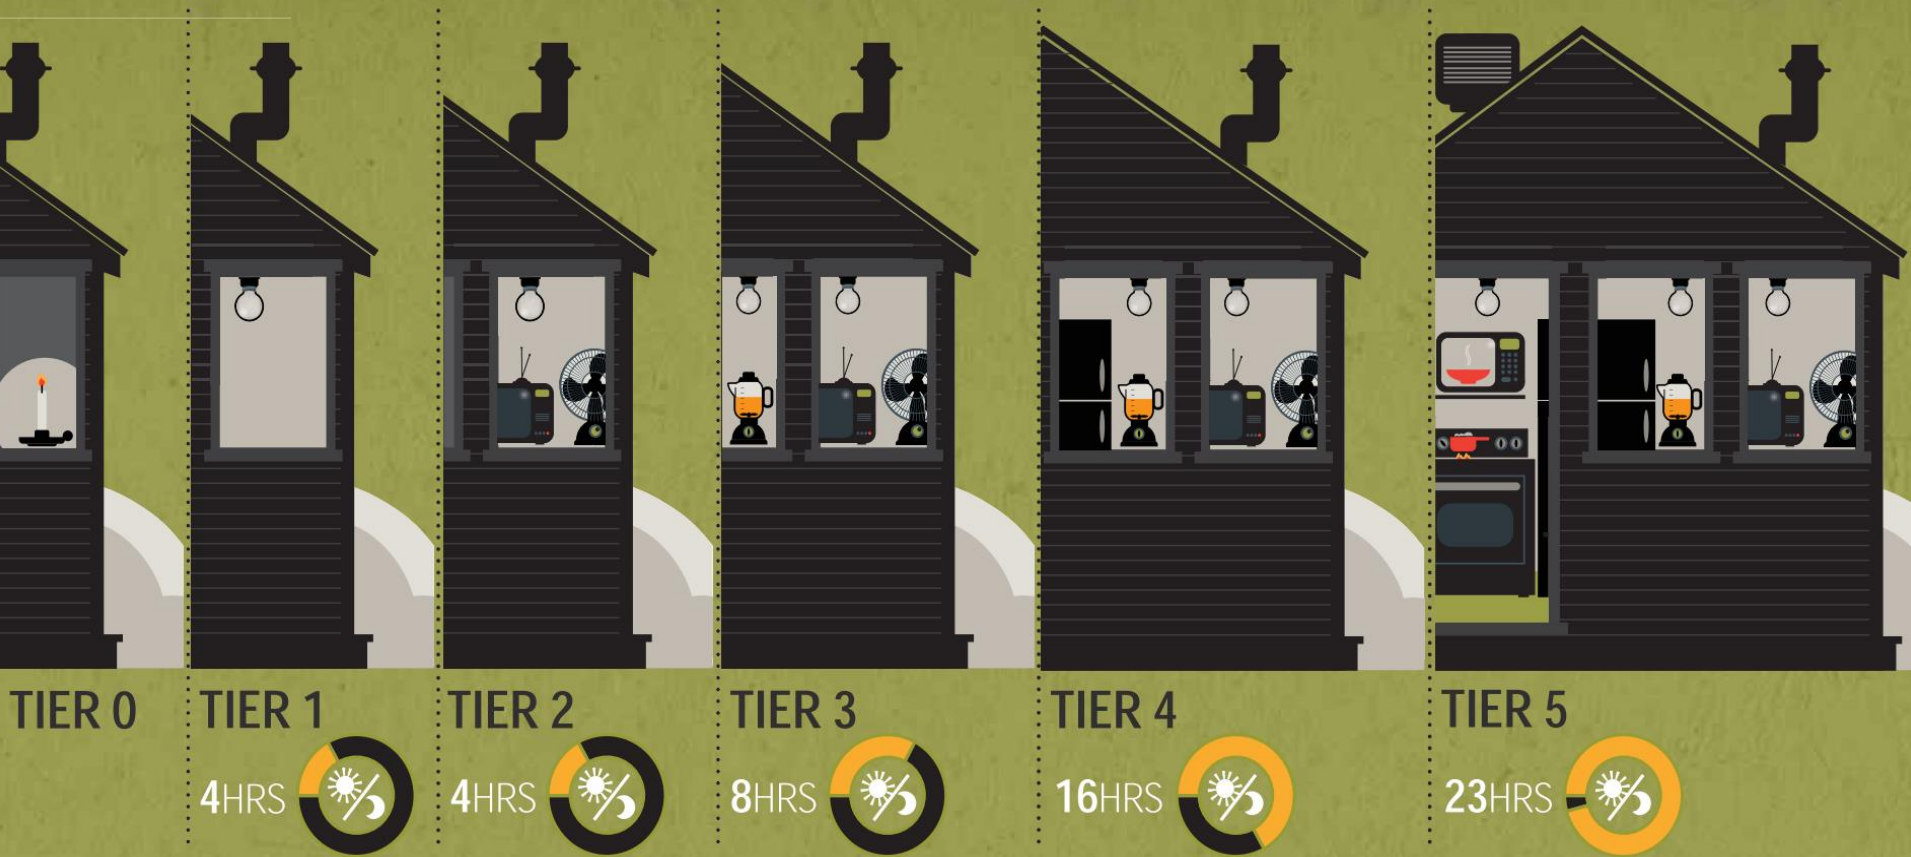 TIER 0
TIER 1
4HRS
TIER 2
4HRS
TIER 3
8HRS
TIER 4
16HRS
TIER 5
23HRS